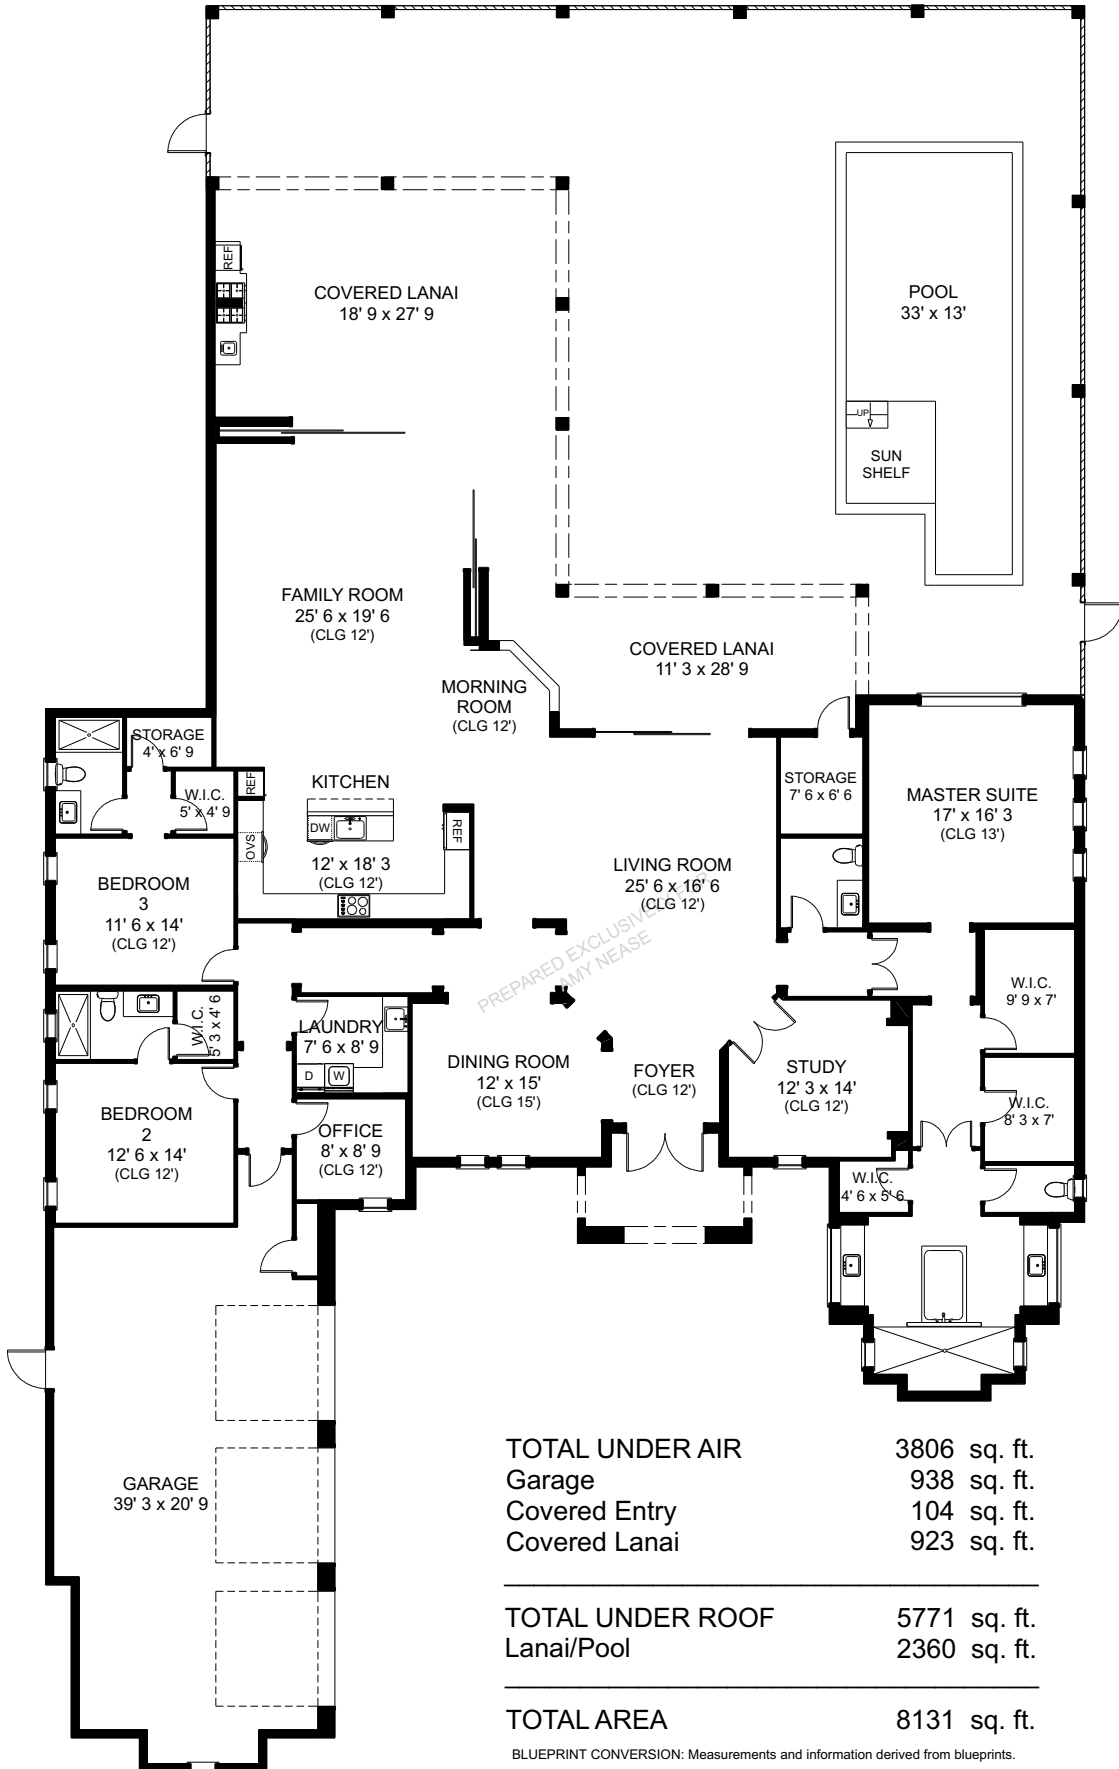 REF
COVERED LANAI
18' 9 x 27' 9
POOL
33' x 13'
UP
SUN
SHELF
FAMILY ROOM
25' 6 x 19' 6
(CLG 12')
COVERED LANAI
11' 3 x 28' 9
MORNING
ROOM
(CLG 12')
STORAGE
4' x 6' 9
W.I.C.
5' x 4' 9
REF
KITCHEN
DW
REF
OVS
12' x 18' 3
(CLG 12')
STORAGE
7' 6 x 6' 6
MASTER SUITE
17' x 16' 3
(CLG 13')
LIVING ROOM
25' 6 x 16' 6
(CLG 12')
BEDROOM
3
11' 6 x 14'
(CLG 12')
PREPARED EXCLUSIVELY FOR
AMY NEASE
W.I.C.
9' 9 x 7'
W.I.C.
5' 3 x 4' 6
LAUNDRY
7' 6 x 8' 9
D
W
DINING ROOM
12' x 15'
(CLG 15')
FOYER
(CLG 12')
STUDY
12' 3 x 14'
(CLG 12')
W.I.C.
8' 3 x 7'
BEDROOM
2
12' 6 x 14'
(CLG 12')
OFFICE
8' x 8' 9
(CLG 12')
W.I.C.
4' 6 x 5' 6
GARAGE
39' 3 x 20' 9
TOTAL UNDER AIR 3806 sq. ft.
Garage 938 sq. ft.
Covered Entry 104 sq. ft.
Covered Lanai 923 sq. ft.
TOTAL UNDER ROOF 5771 sq. ft.
Lanai/Pool 2360 sq. ft.
TOTAL AREA 8131 sq. ft.
BLUEPRINT CONVERSION: Measurements and information derived from blueprints.